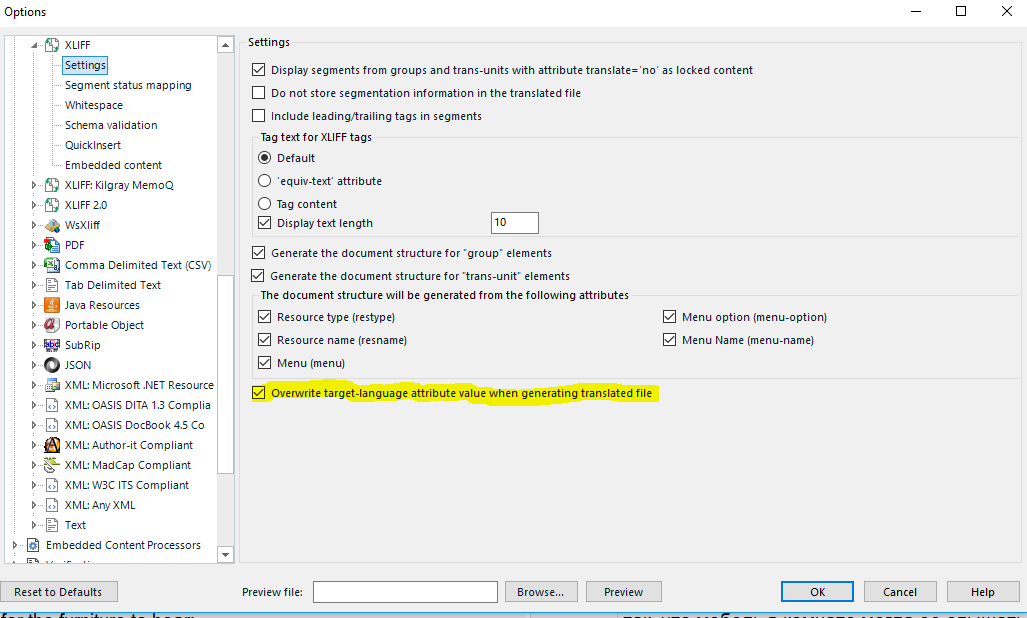 Options
XLIFF
Settings
Segment status mapping
Whitespace
Schema validation
QuickInsert
Embedded content
XLIFF: Kilgray MemoQ
XLIFF 2.0
WsXliff
PDF
Comma Delimited Text (CSV)
Tab Delimited Text
Java Resources
Portable Object
SubRip
JSON
XML: Microsoft .NET Resource
XML: OASIS DITA 1.3 Complia
XML: OASIS DocBook 4.5 Co
XML: Author-it Compliant
XML: MadCap Compliant
XML: W3C ITS Compliant
XML: Any XML
Text
Embedded Content Processors
Settings
Display segments from groups and trans-units with attribute translate='no' as locked content
Do not store segmentation information in the translated file
Include leading/trailing tags in segments
Tag text for XLIFF tags
Default
'equiv-text' attribute
Tag content
Display text length 10
Generate the document structure for "group" elements
Generate the document structure for "trans-unit" elements
The document structure will be generated from the following attributes
Resource type (restype) Menu option (menu-option)
Resource name (resname) Menu Name (menu-name)
Menu (menu)
Overwrite target-language attribute value when generating translated file
Reset to Defaults Preview file: Browse... Preview OK Cancel Help